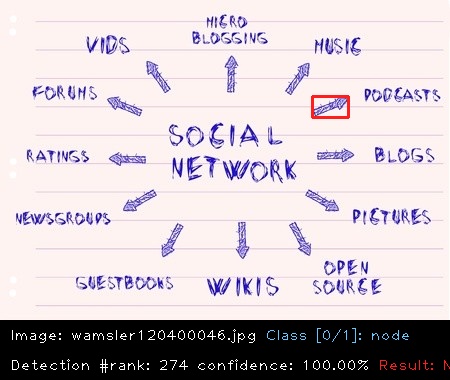 MICRO
BLOGGING
VIDS
MUSIC
FORUMS
PODCASTS
SOCIAL
NETWORK
RATINGS
BLOGS
NEWSGROUPS
PICTURES
GUESTBOOKS
WIKIS
OPEN
SOURCE
Image: wamsler120400046.jpg Class [0/1]: node
Detection #rank: 274 confidence: 100.00% Result: